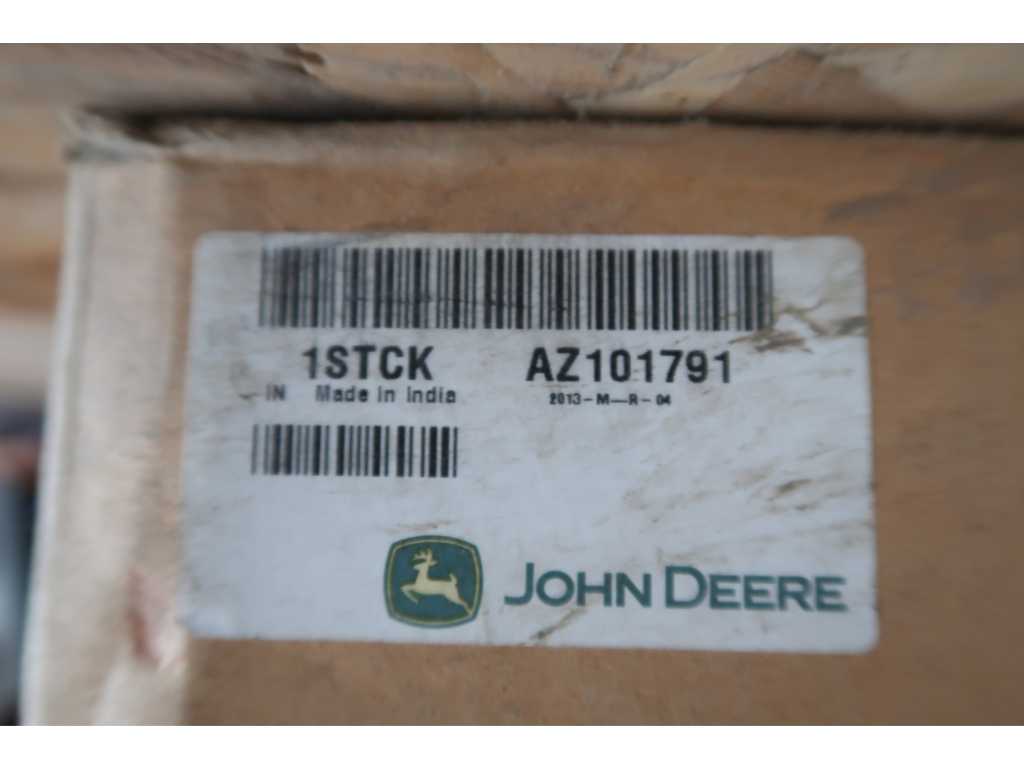 1STCK AZ101791
IN Made in India 2013-M-R-04
JOHN DEERE